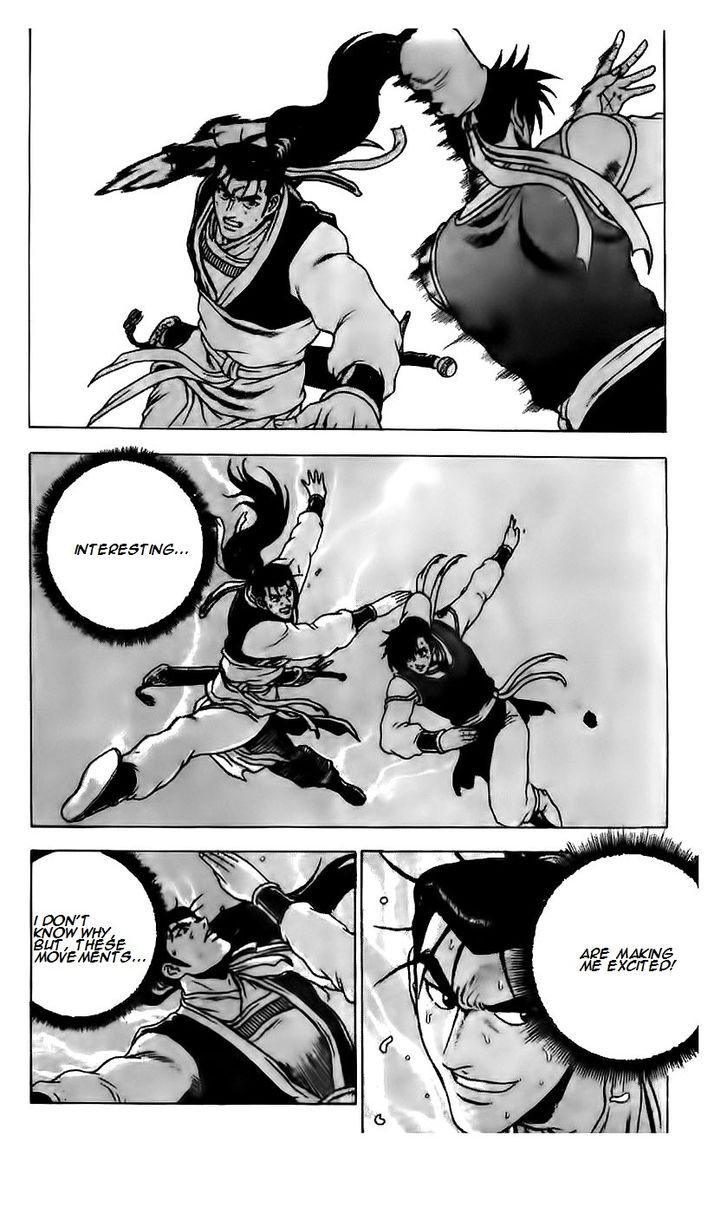 INTERESTING...
I DON'T
KNOW WHY,
BUT, THESE
MOVEMENTS...
ARE MAKING
ME EXCITED!